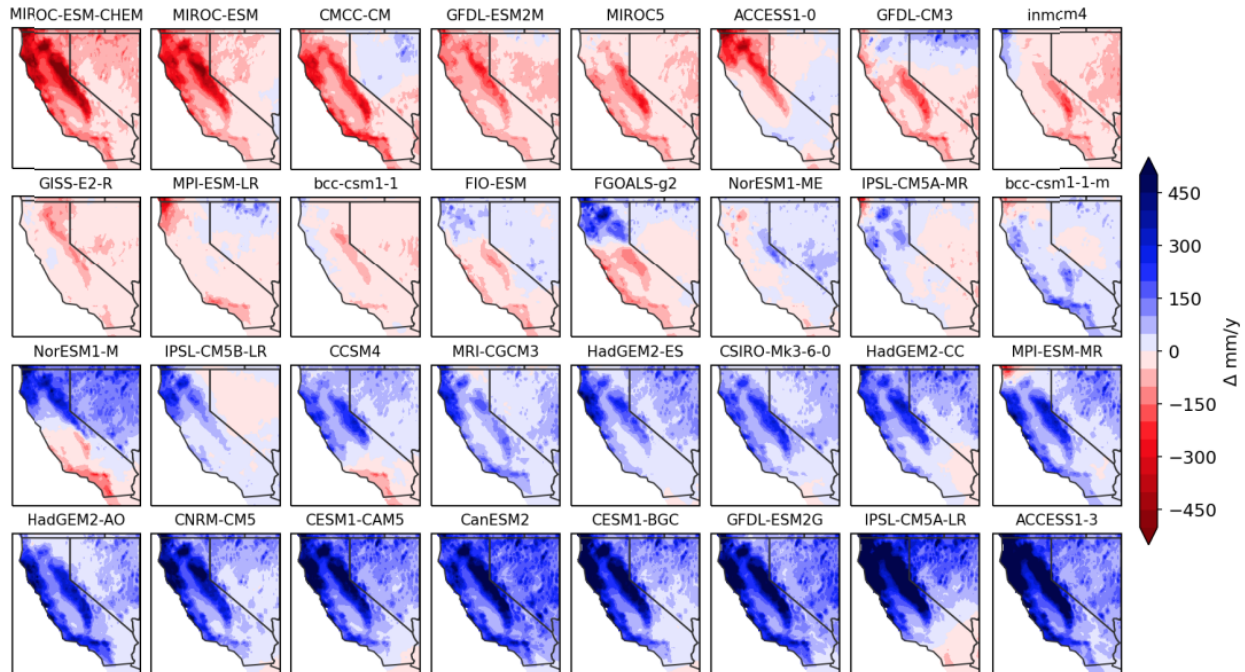 MIROC-ESM-CHEM MIROC-ESM CMCC-CM GFDL-ESM2M MIROC5 ACCESS1-0 GFDL-CM3 inmcm4
GISS-E2-R MPI-ESM-LR bcc-csm1-1 FIO-ESM FGOALS-g2 NorESM1-ME IPSL-CM5A-MR bcc-csm1-1-m
NorESM1-M IPSL-CM5B-LR CCSM4 MRI-CGCM3 HadGEM2-ES CSIRO-Mk3-6-0 HadGEM2-CC MPI-ESM-MR
HadGEM2-AO CNRM-CM5 CESM1-CAM5 CanESM2 CESM1-BGC GFDL-ESM2G IPSL-CM5A-LR ACCESS1-3
450
300
150
0
−150
−300
−450
Δ mm/y